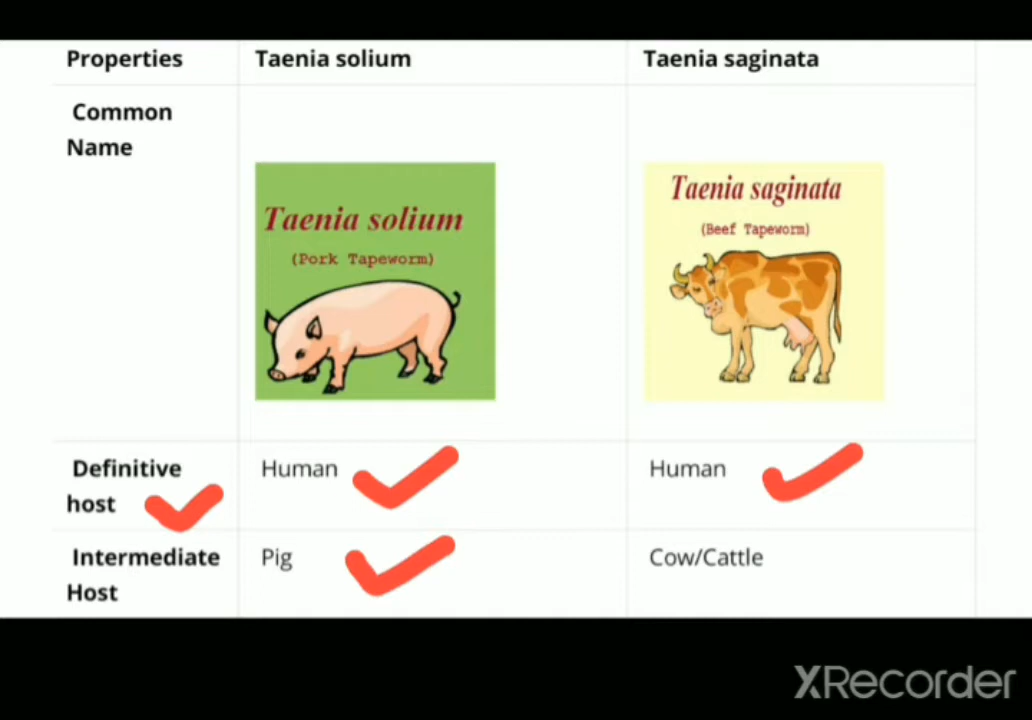 Properties Taenia solium Taenia saginata
Common
Name
Taenia solium
(Pork Tapeworm)
Taenia saginata
(Beef Tapeworm)
Definitive Human Human
host
Intermediate Pig Cow/Cattle
Host
XRecorder